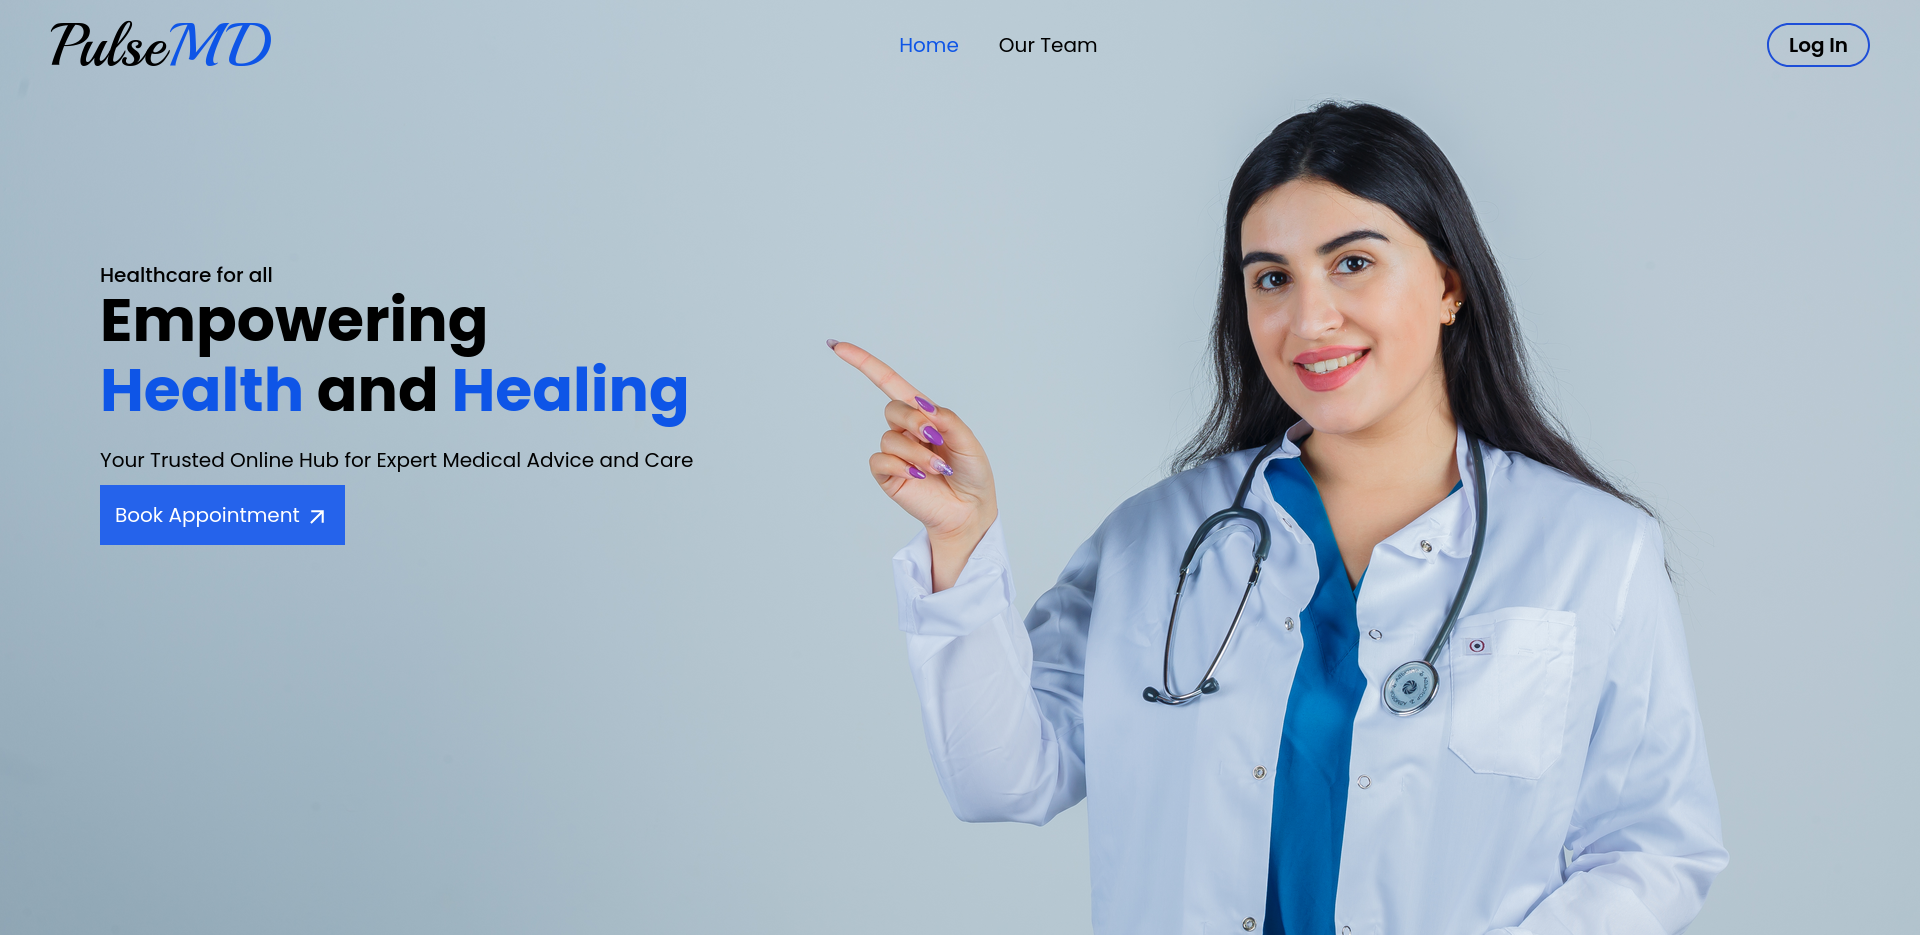 PulseMD
Home
Our Team
Log In
Healthcare for all
Empowering
Health and Healing
Your Trusted Online Hub for Expert Medical Advice and Care
Book Appointment